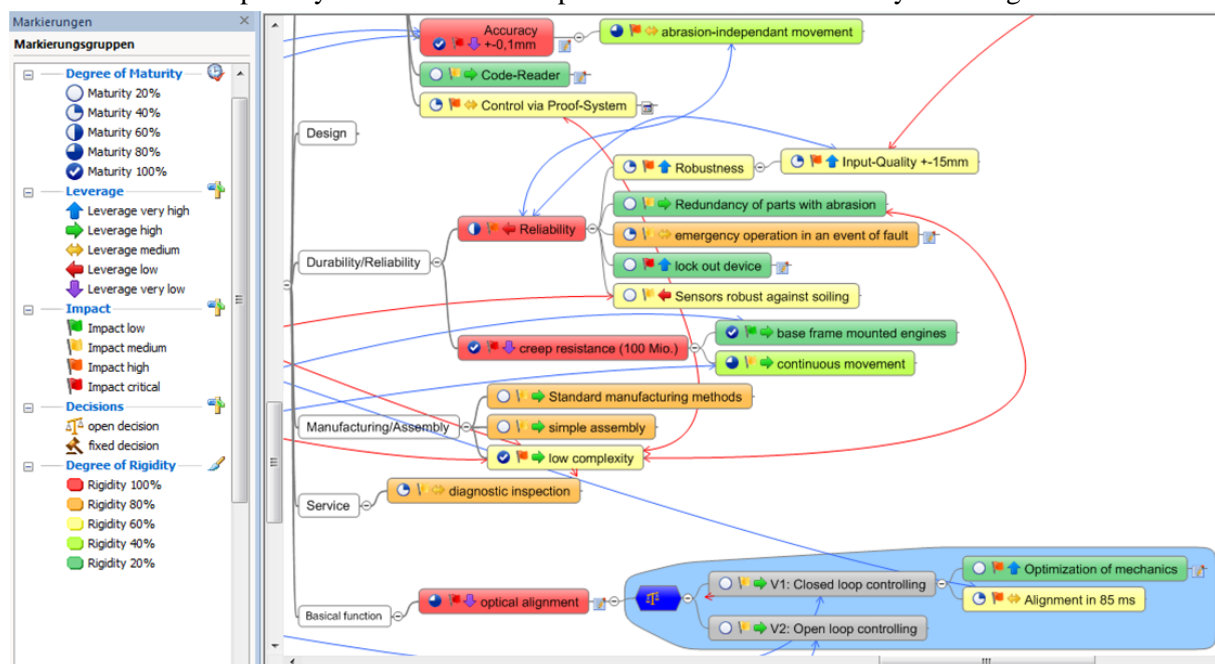 Markierungen
Markierungsgruppen
Degree of Maturity
Maturity 20%
Maturity 40%
Maturity 60%
Maturity 80%
Maturity 100%
Leverage
Leverage very high
Leverage high
Leverage medium
Leverage low
Leverage very low
Impact
Impact low
Impact medium
Impact high
Impact critical
Decisions
open decision
fixed decision
Degree of Rigidity
Rigidity 100%
Rigidity 80%
Rigidity 60%
Rigidity 40%
Rigidity 20%
Accuracy
+-0,1mm
abrasion-independant movement
Code-Reader
Control via Proof-System
Design
Robustness
Input-Quality +-15mm
Redundancy of parts with abrasion
Reliability
emergency operation in an event of fault
Durability/Reliability
lock out device
Sensors robust against soiling
creep resistance (100 Mio.)
base frame mounted engines
continuous movement
Standard manufacturing methods
Manufacturing/Assembly
simple assembly
low complexity
Service
diagnostic inspection
Basical function
optical alignment
V1: Closed loop controlling
Optimization of mechanics
Alignment in 85 ms
V2: Open loop controlling